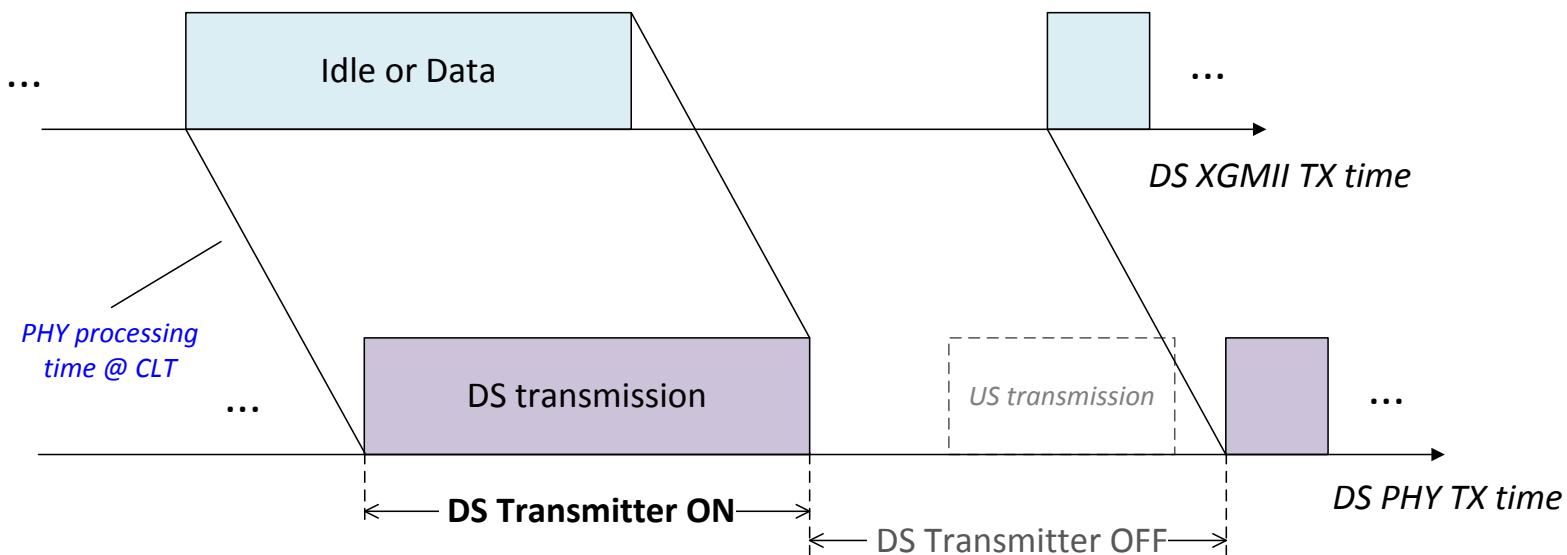 Idle or Data
...
...
DS XGMII TX time
PHY processing
time @ CLT
DS transmission
US transmission
...
...
DS PHY TX time
DS Transmitter ON
DS Transmitter OFF